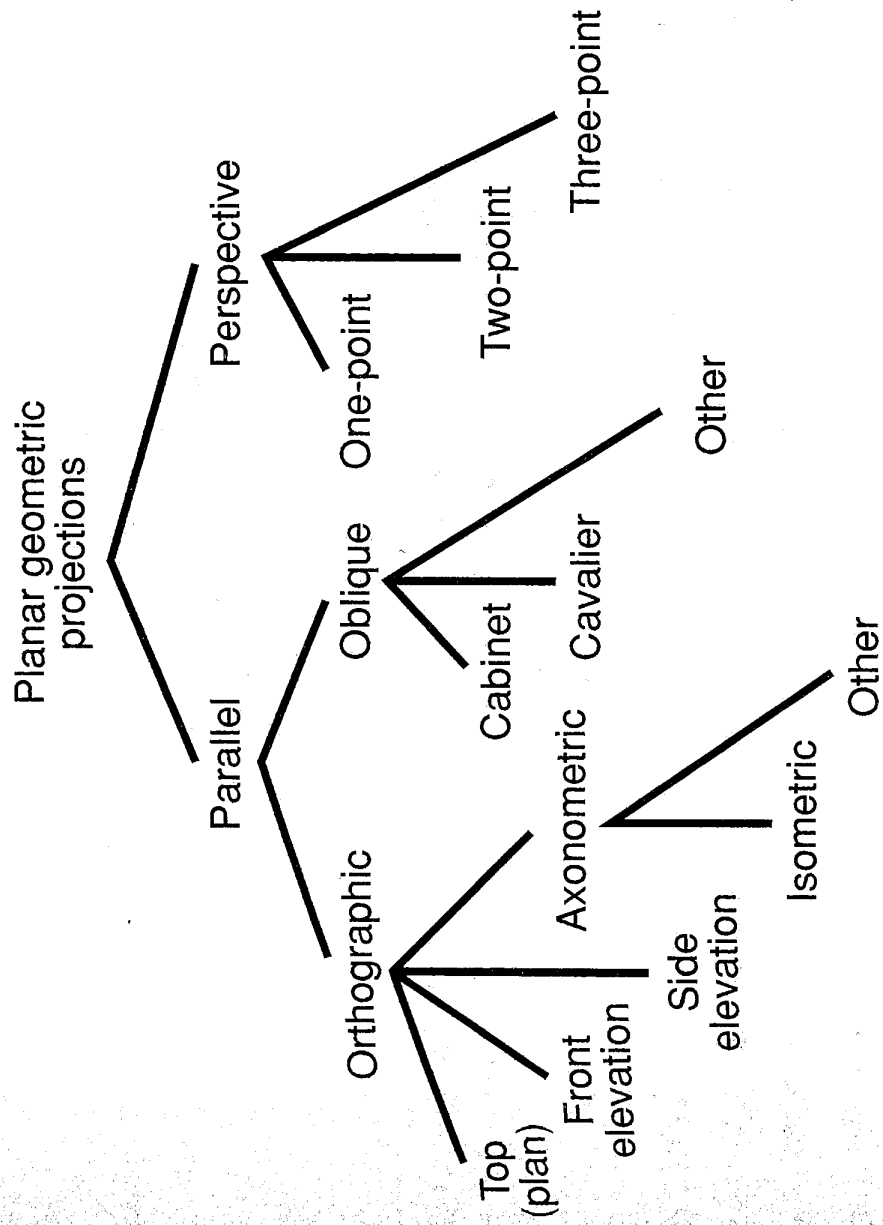 Planar geometric
projections
Parallel
Perspective
Orthographic
Oblique
One-point
Two-point
Three-point
Top
(plan)
Front
elevation
Side
elevation
Axonometric
Cabinet
Cavalier
Other
Isometric
Other